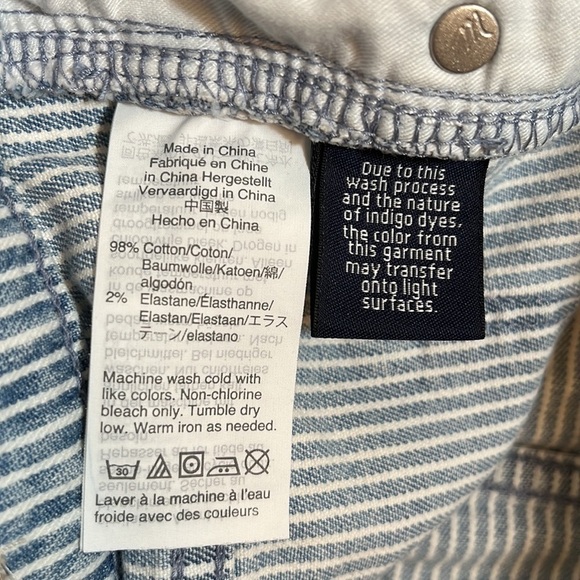 Made in China
Fabriqué en Chine
in China Hergestellt
Vervaardigd in China
中国製
Hecho en China
98% Cotton/Coton/
Baumwolle/Katoen/綿/
algodón
2% Elastane/Élasthanne/
Elastan/Elastaan/エラス
テーン/elastano
Machine wash cold with
like colors. Non-chlorine
bleach only. Tumble dry
low. Warm iron as needed.
30
Laver à la machine à l'eau
froide avec des couleurs
Due to this
wash process
and the nature
of indigo dyes,
the color from
this garment
may transfer
onto light
surfaces.